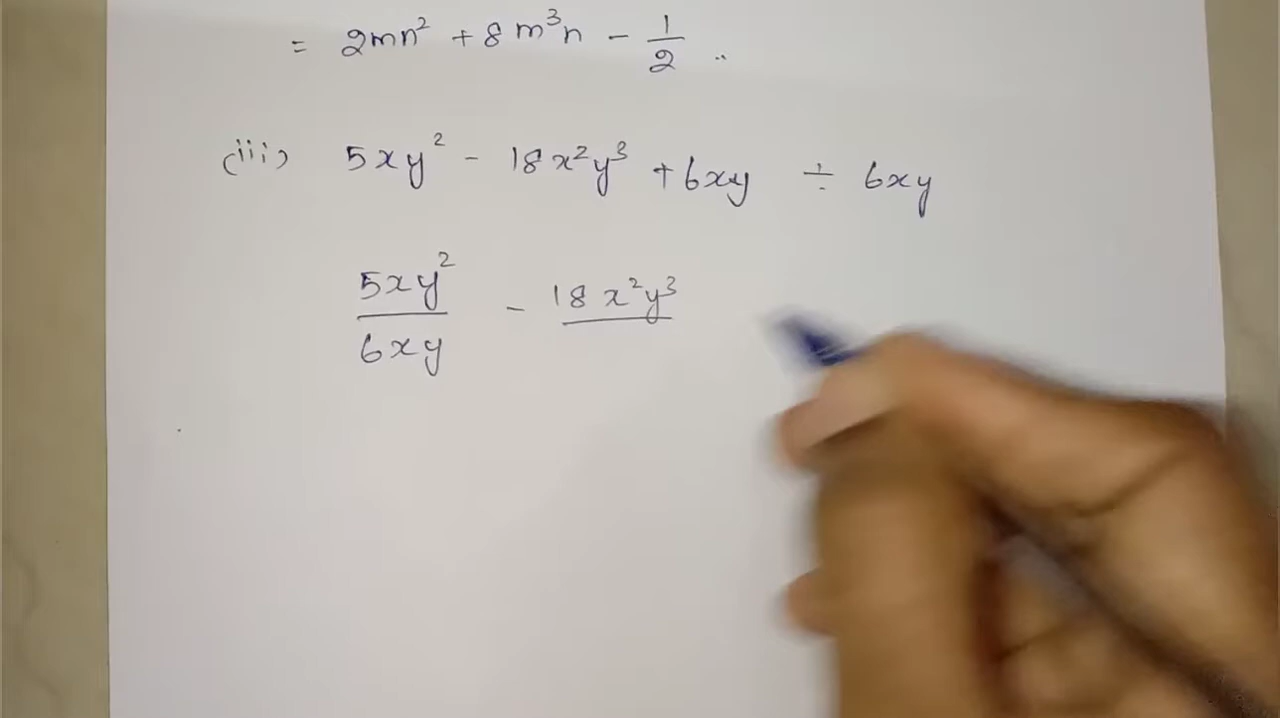 = 2mn² + 8m³n - 1/2 ..
(iii) 5xy² - 18x²y³ + 6xy ÷ 6xy
5xy²/6xy - 18x²y³/